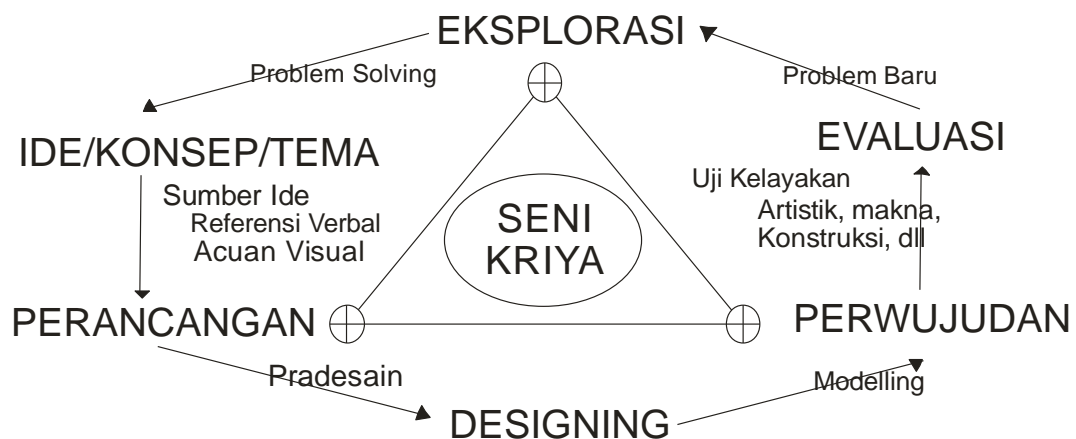 EKSPLORASI
Problem Solving
Problem Baru
IDE/KONSEP/TEMA
EVALUASI
Sumber Ide
Referensi Verbal
Acuan Visual
SENI
KRIYA
Uji Kelayakan
Artistik, makna,
Konstruksi, dll
PERANCANGAN
PERWUJUDAN
Pradesain
Modelling
DESIGNING